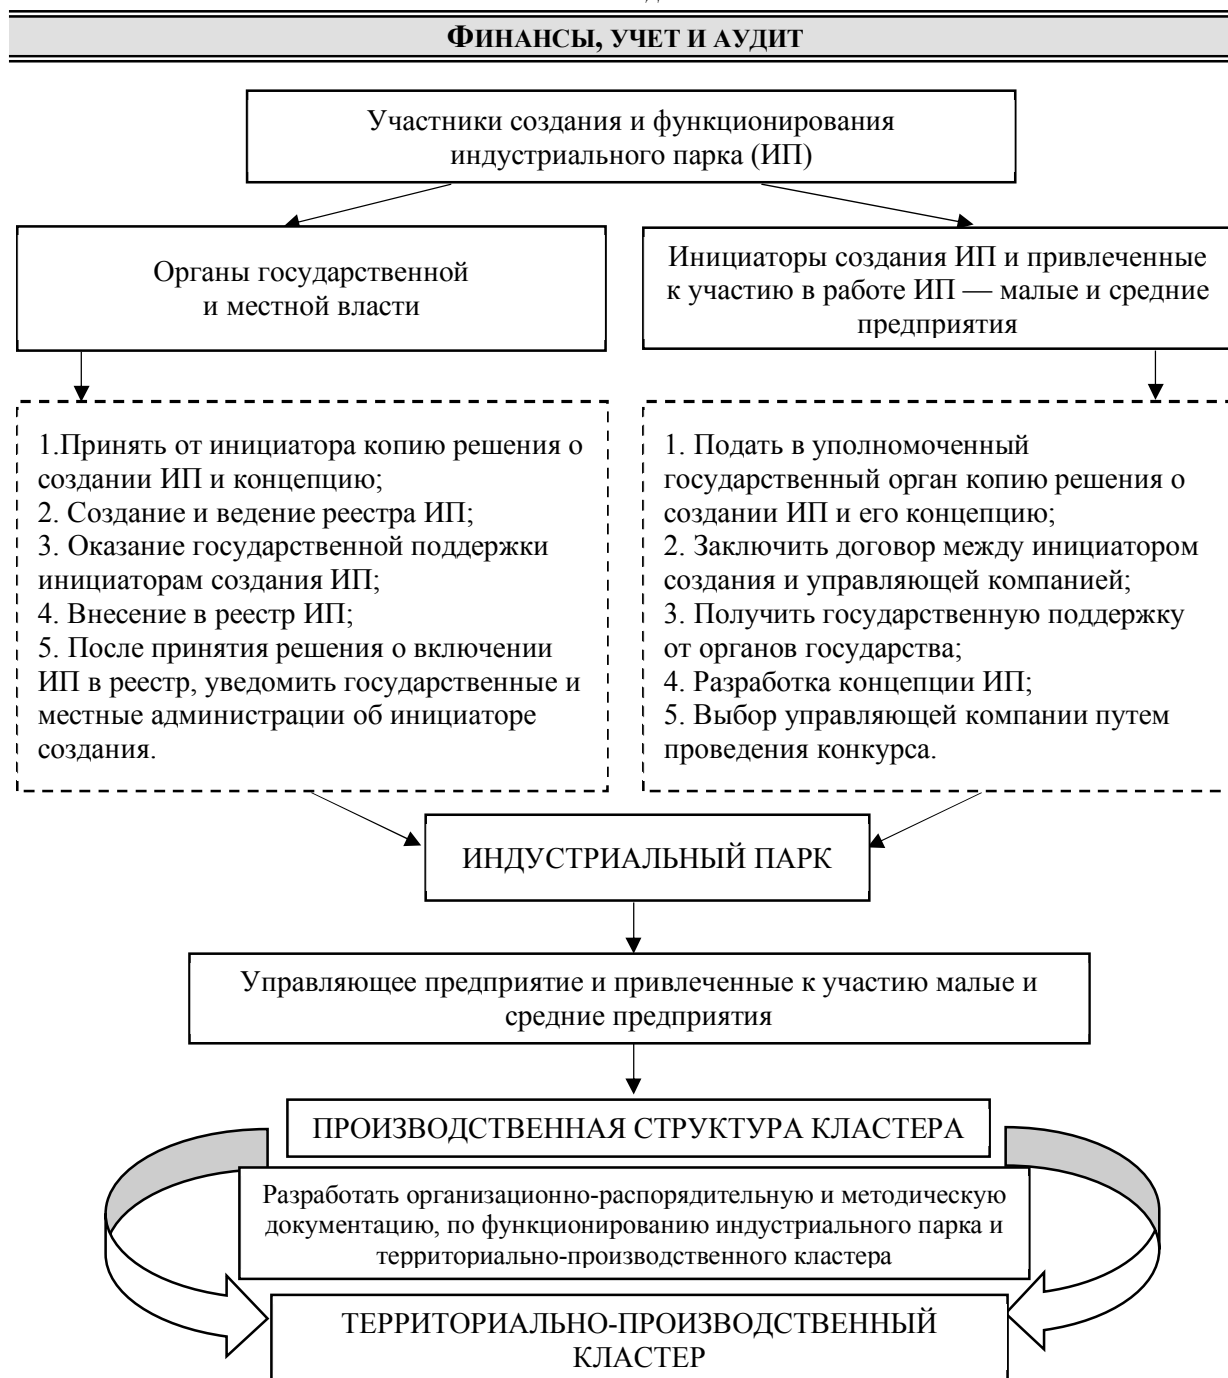 ФИНАНСЫ, УЧЕТ И АУДИТ
Участники создания и функционирования
индустриального парка (ИП)
Органы государственной
и местной власти
Инициаторы создания ИП и привлеченные
к участию в работе ИП — малые и средние
предприятия
1.Принять от инициатора копию решения о
создании ИП и концепцию;
2. Создание и ведение реестра ИП;
3. Оказание государственной поддержки
инициаторам создания ИП;
4. Внесение в реестр ИП;
5. После принятия решения о включении
ИП в реестр, уведомить государственные и
местные администрации об инициаторе
создания.
1. Подать в уполномоченный
государственный орган копию решения о
создании ИП и его концепцию;
2. Заключить договор между инициатором
создания и управляющей компанией;
3. Получить государственную поддержку
от органов государства;
4. Разработка концепции ИП;
5. Выбор управляющей компании путем
проведения конкурса.
ИНДУСТРИАЛЬНЫЙ ПАРК
Управляющее предприятие и привлеченные к участию малые и
средние предприятия
ПРОИЗВОДСТВЕННАЯ СТРУКТУРА КЛАСТЕРА
Разработать организационно-распорядительную и методическую
документацию, по функционированию индустриального парка и
территориально-производственного кластера
ТЕРРИТОРИАЛЬНО-ПРОИЗВОДСТВЕННЫЙ
КЛАСТЕР